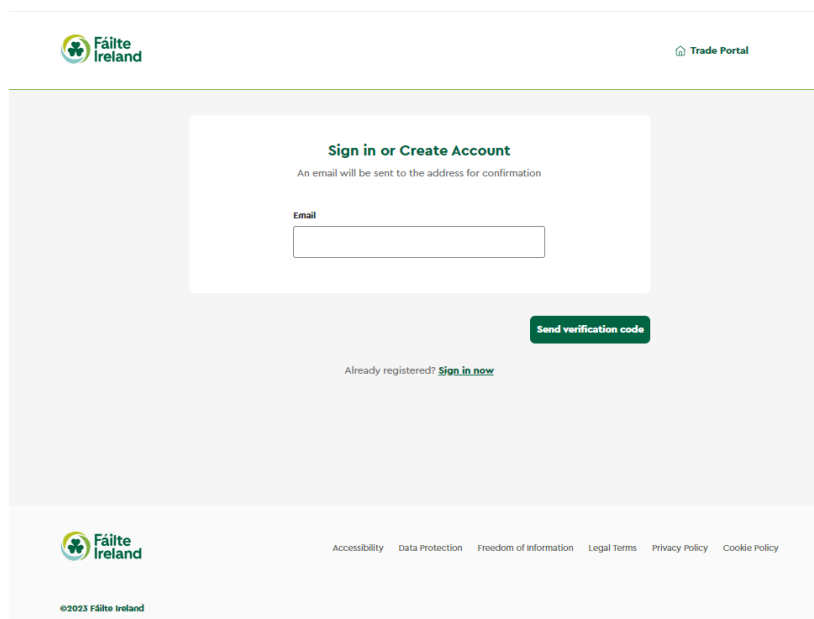 Fáilte
Ireland
Trade Portal
Sign in or Create Account
An email will be sent to the address for confirmation
Email
Send verification code
Already registered? Sign in now
Fáilte
Ireland
Accessibility Data Protection Freedom of Information Legal Terms Privacy Policy Cookie Policy
©2023 Fáilte Ireland